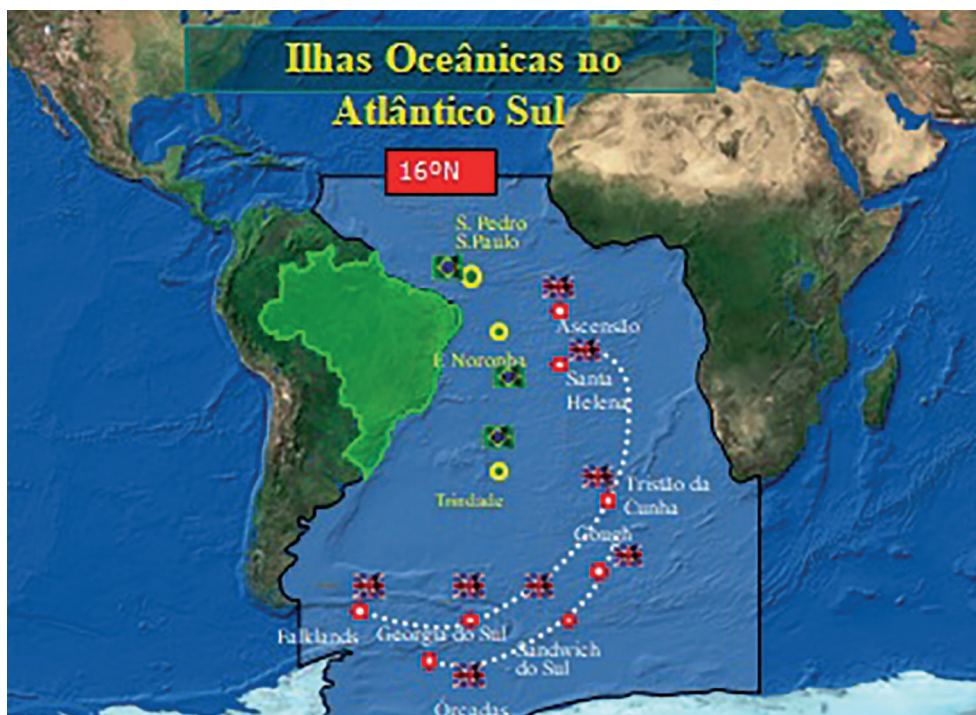 Ilhas Oceânicas no
Atlântico Sul
16ºN
S. Pedro
S.Paulo
Ascensão
F. Noronha
Santa
Helena
Trindade
Tristão da
Cunha
Gough
Falklands
Georgia do Sul
Sandwich
do Sul
Órcadas